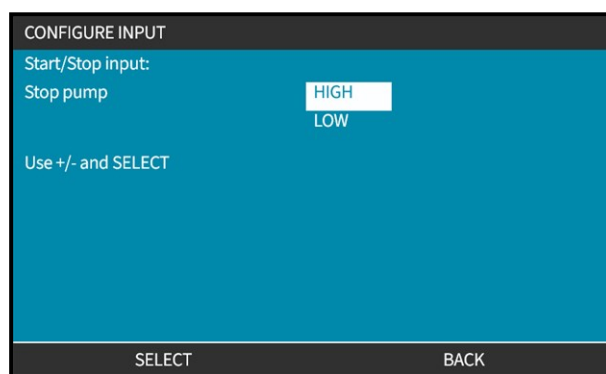 CONFIGURE INPUT
Start/Stop input:
Stop pump HIGH
LOW
Use +/- and SELECT
SELECT BACK